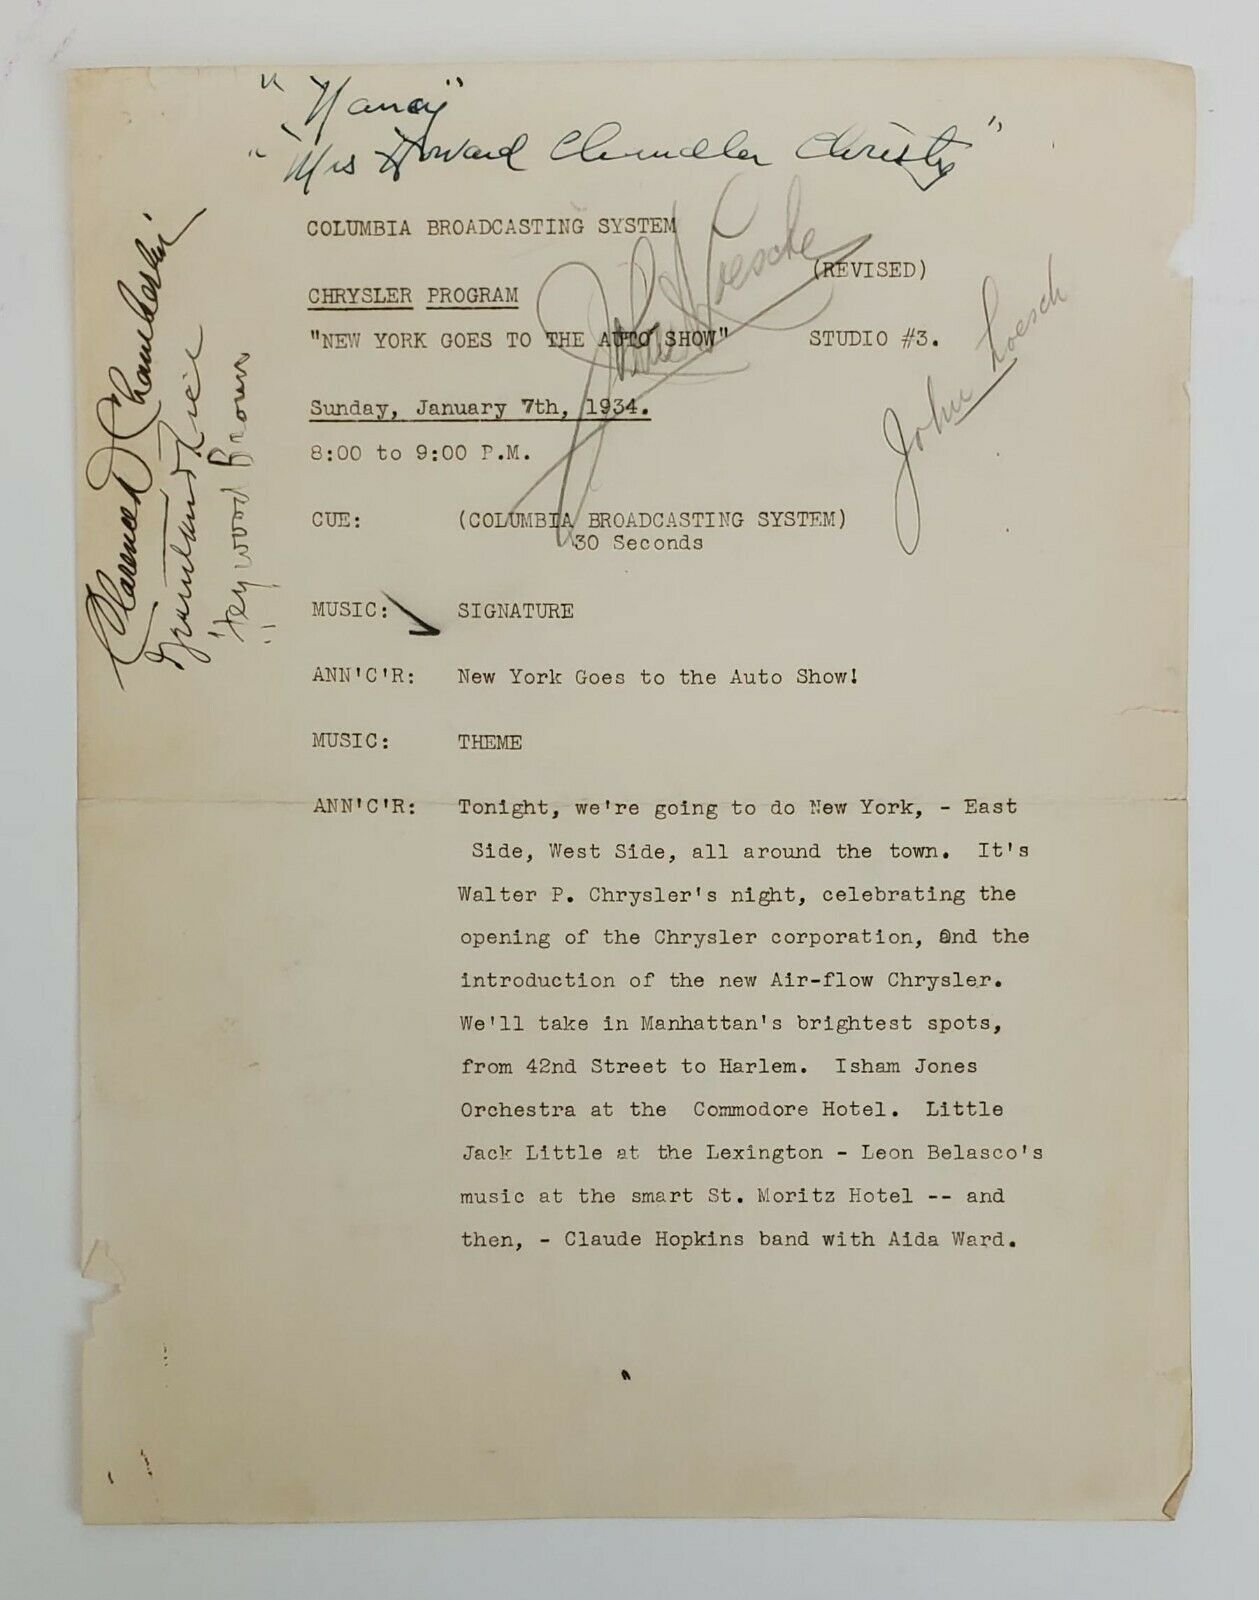 "Nancy"
"Mrs Howard Chandler Christy"
COLUMBIA BROADCASTING SYSTEM
(REVISED)
CHRYSLER PROGRAM
"NEW YORK GOES TO THE AUTO SHOW" STUDIO #3.
Sunday, January 7th, 1934.
8:00 to 9:00 P.M.
CUE: (COLUMBIA BROADCASTING SYSTEM)
30 Seconds
MUSIC: SIGNATURE
ANN'C'R: New York Goes to the Auto Show!
MUSIC: THEME
ANN'C'R: Tonight, we're going to do New York, - East
Side, West Side, all around the town. It's
Walter P. Chrysler's night, celebrating the
opening of the Chrysler corporation, and the
introduction of the new Air-flow Chrysler.
We'll take in Manhattan's brightest spots,
from 42nd Street to Harlem. Isham Jones
Orchestra at the Commodore Hotel. Little
Jack Little at the Lexington - Leon Belasco's
music at the smart St. Moritz Hotel -- and
then, - Claude Hopkins band with Aida Ward.
Clarence D Chamberlin
Grantland Rice
"Heywood Broun"
John Loesche
John Loesch